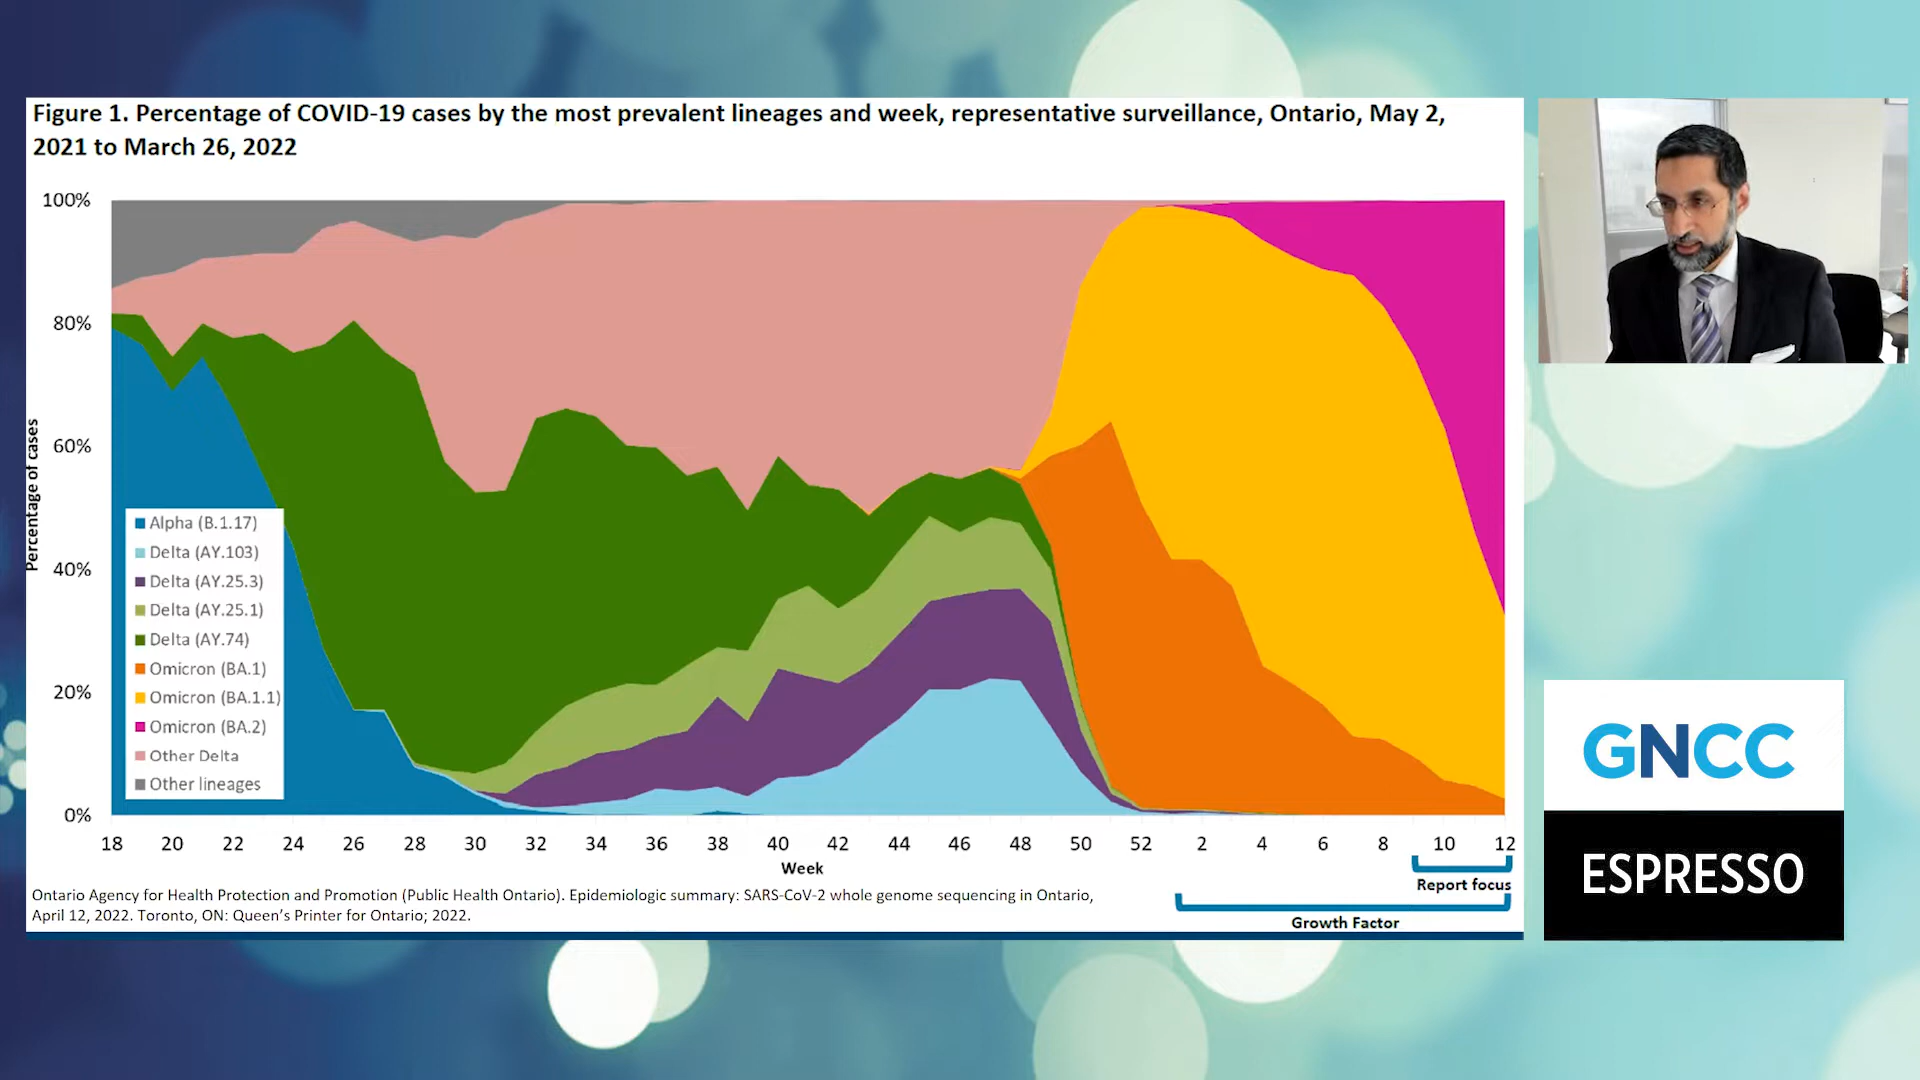 Figure 1. Percentage of COVID-19 cases by the most prevalent lineages and week, representative surveillance, Ontario, May 2,
2021 to March 26, 2022
100%
80%
60%
40%
20%
0%
Percentage of cases
Alpha (B.1.17)
Delta (AY.103)
Delta (AY.25.3)
Delta (AY.25.1)
Delta (AY.74)
Omicron (BA.1)
Omicron (BA.1.1)
Omicron (BA.2)
Other Delta
Other lineages
18 20 22 24 26 28 30 32 34 36 38 40 42 44 46 48 50 52 2 4 6 8 10 12
Week
Report focus
Growth Factor
Ontario Agency for Health Protection and Promotion (Public Health Ontario). Epidemiologic summary: SARS-CoV-2 whole genome sequencing in Ontario,
April 12, 2022. Toronto, ON: Queen's Printer for Ontario; 2022.
GNCC
ESPRESSO